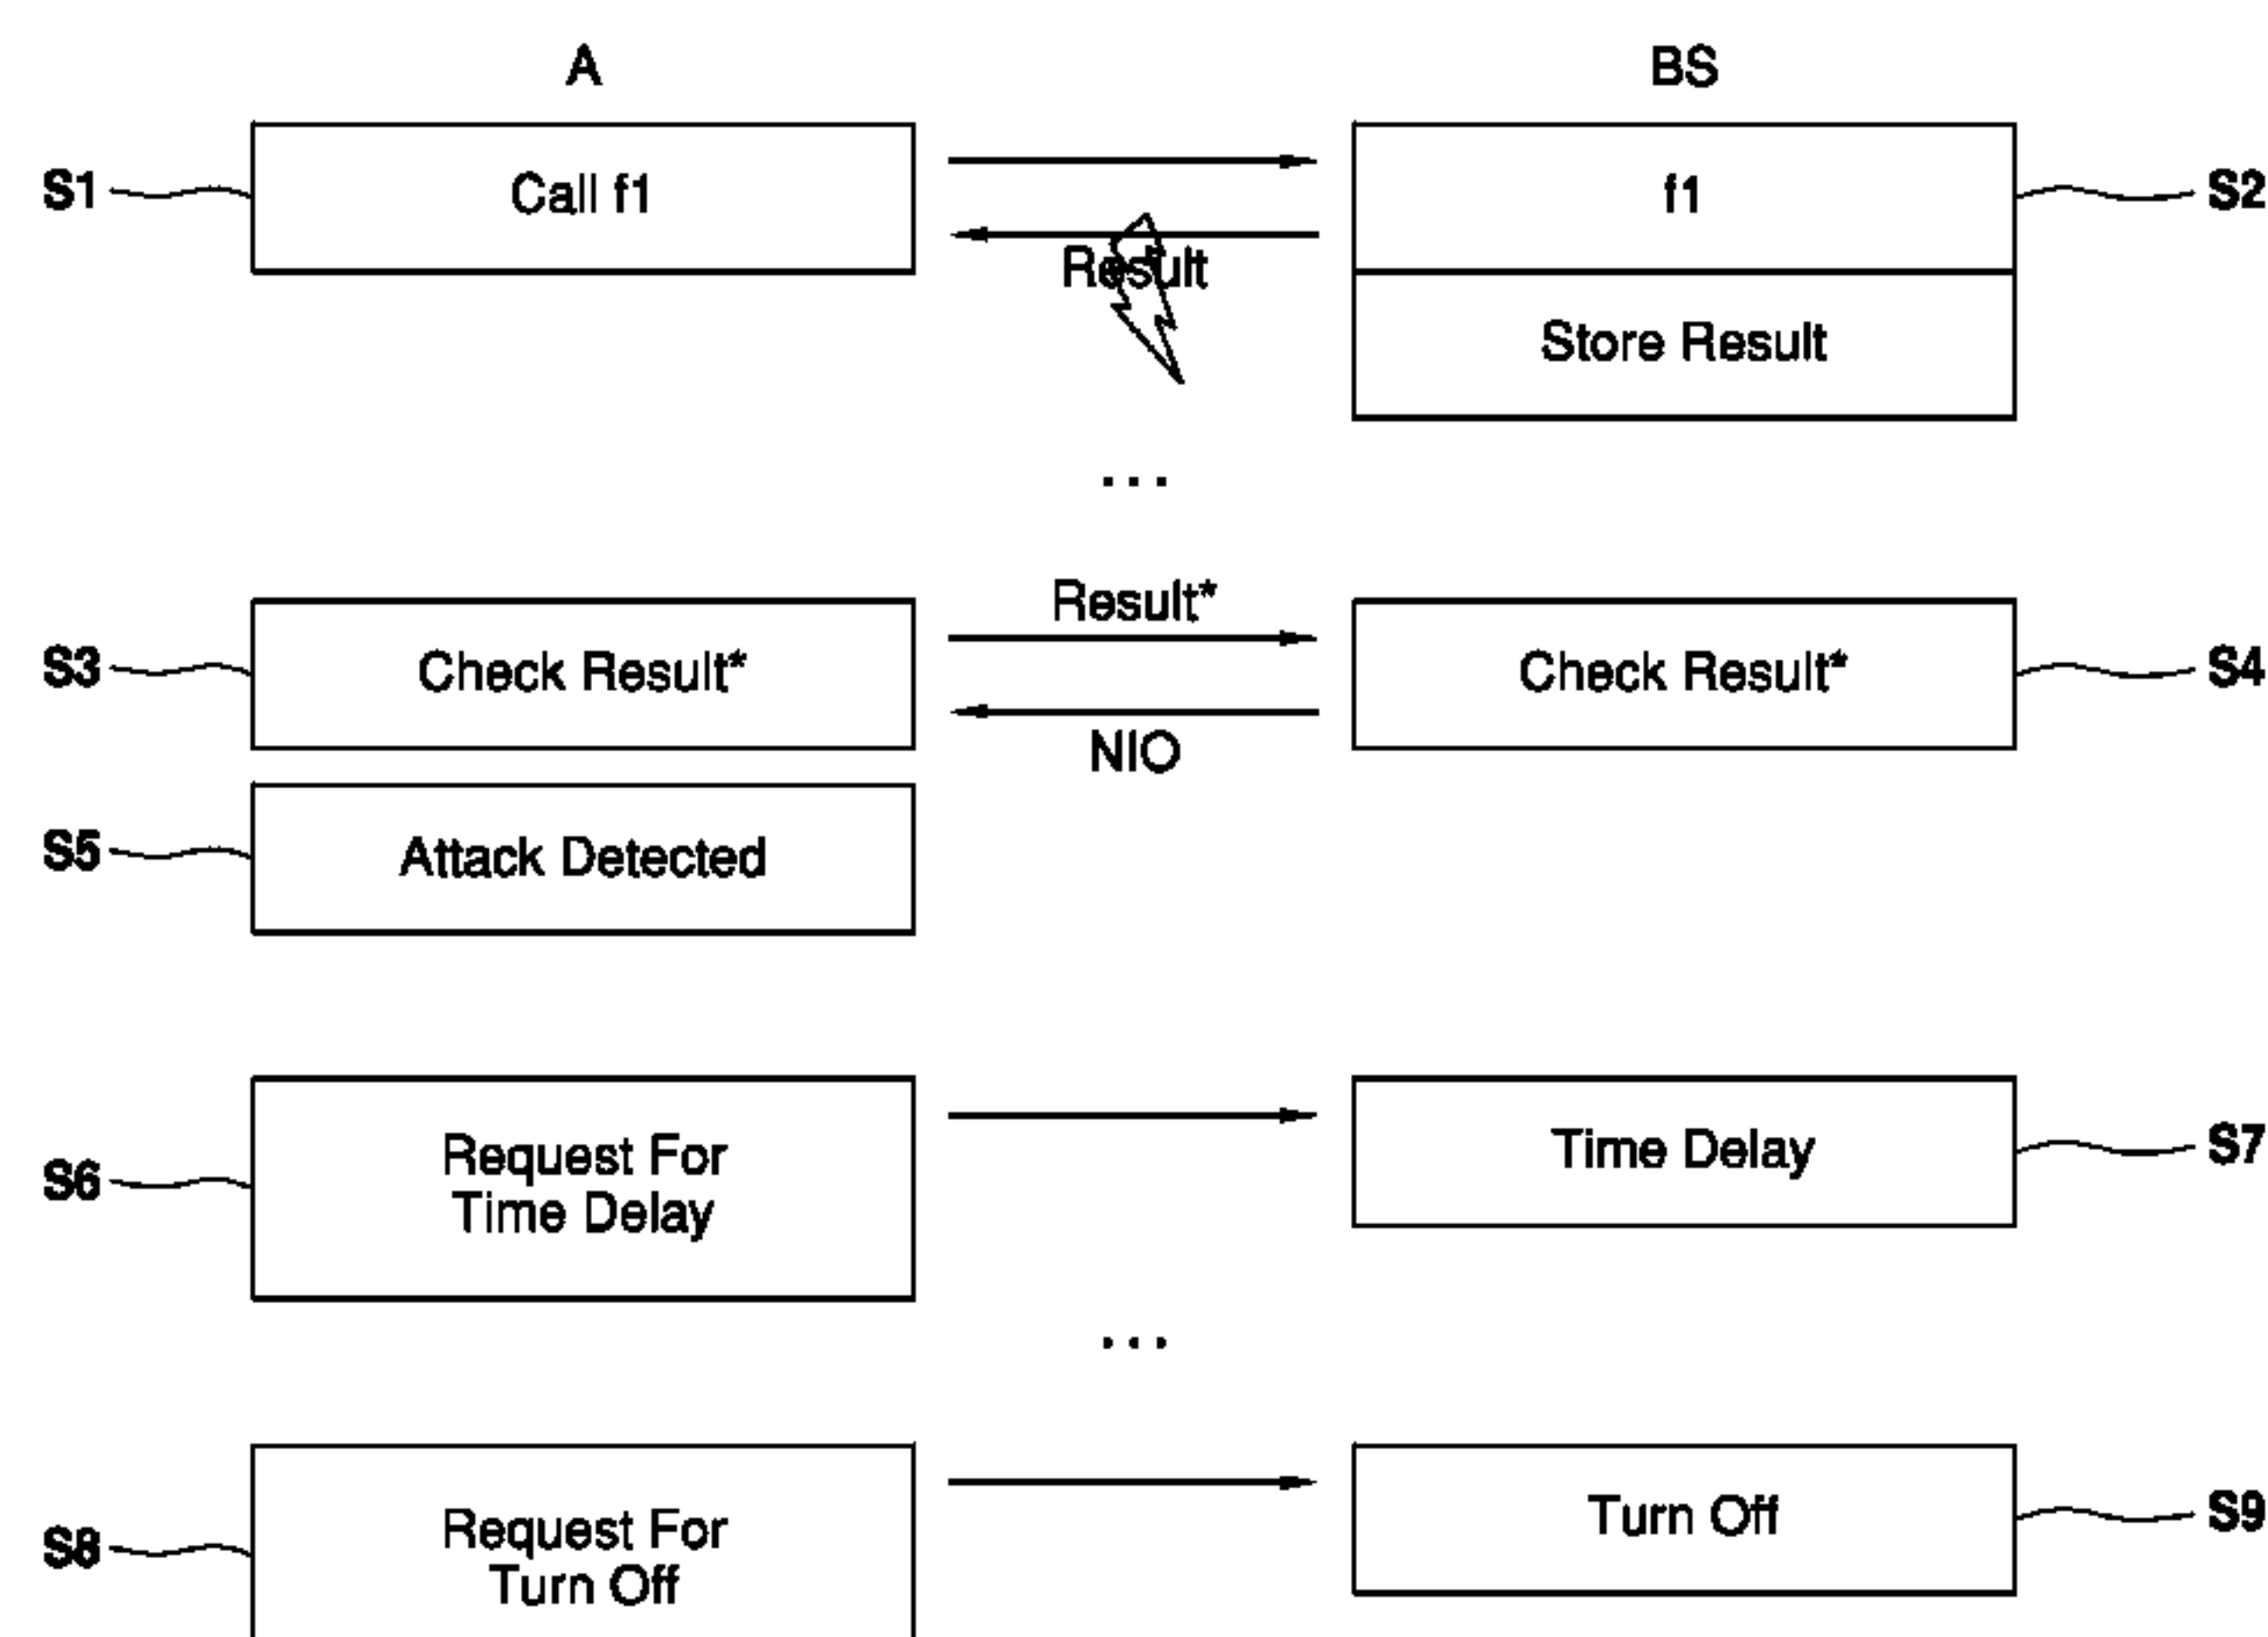 A
BS
S1
Call f1
f1
S2
Result
Store Result
...
Result*
S3
Check Result*
Check Result*
S4
NIO
S5
Attack Detected
S6
Request For
Time Delay
Time Delay
S7
...
S8
Request For
Turn Off
Turn Off
S9